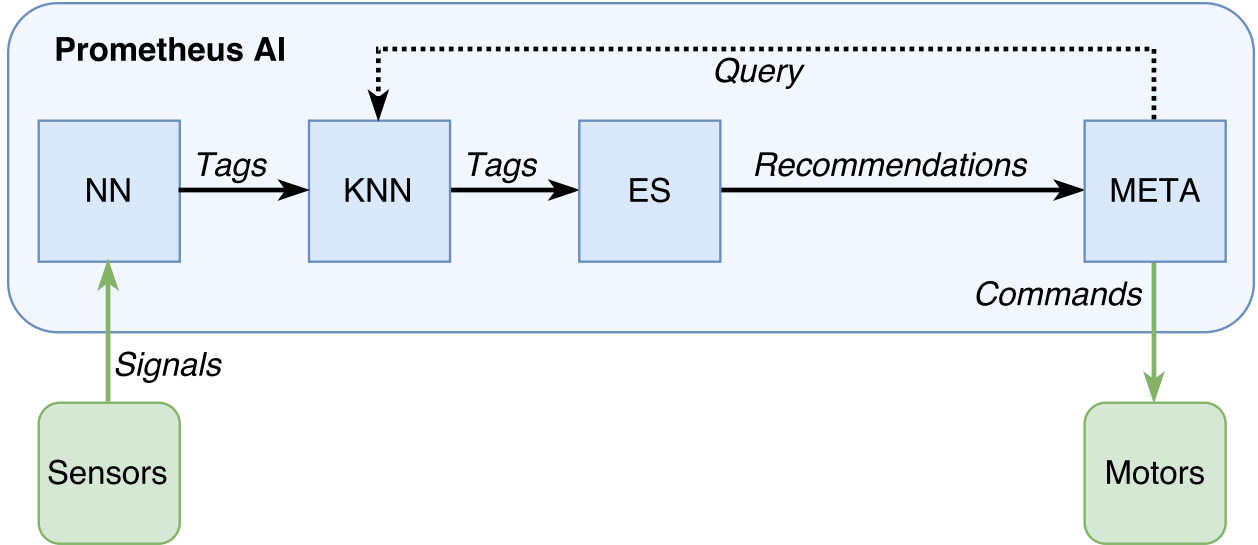 Prometheus AI
Query
NN
Tags
KNN
Tags
ES
Recommendations
META
Commands
Signals
Sensors
Motors